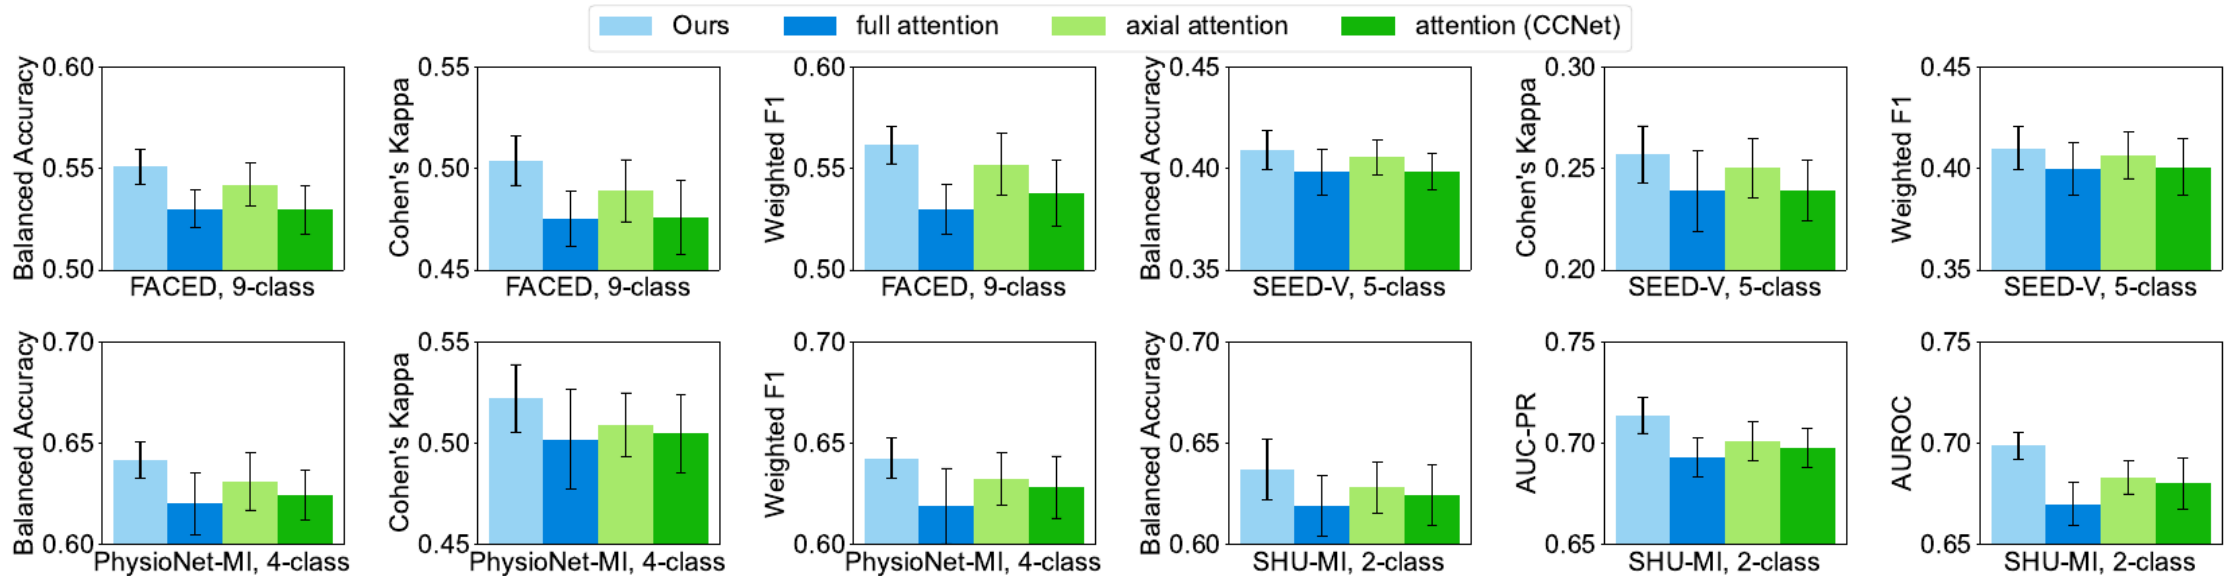 Ours full attention axial attention attention (CCNet)
Balanced Accuracy
0.60
0.55
0.50
FACED, 9-class
Cohen's Kappa
0.55
0.50
0.45
FACED, 9-class
Weighted F1
0.60
0.55
0.50
FACED, 9-class
Balanced Accuracy
0.45
0.40
0.35
SEED-V, 5-class
Cohen's Kappa
0.30
0.25
0.20
SEED-V, 5-class
Weighted F1
0.45
0.40
0.35
SEED-V, 5-class
Balanced Accuracy
0.70
0.65
0.60
PhysioNet-MI, 4-class
Cohen's Kappa
0.55
0.50
0.45
PhysioNet-MI, 4-class
Weighted F1
0.70
0.65
0.60
PhysioNet-MI, 4-class
Balanced Accuracy
0.70
0.65
0.60
SHU-MI, 2-class
AUC-PR
0.75
0.70
0.65
SHU-MI, 2-class
AUROC
0.75
0.70
0.65
SHU-MI, 2-class